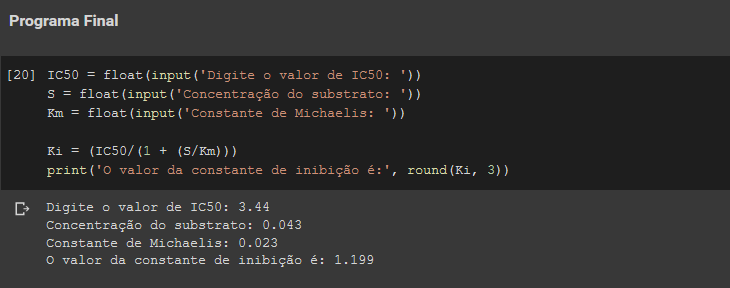 Programa Final
[20] IC50 = float(input('Digite o valor de IC50: '))
S = float(input('Concentração do substrato: '))
Km = float(input('Constante de Michaelis: '))
Ki = (IC50/(1 + (S/Km)))
print('O valor da constante de inibição é:', round(Ki, 3))
Digite o valor de IC50: 3.44
Concentração do substrato: 0.043
Constante de Michaelis: 0.023
O valor da constante de inibição é: 1.199